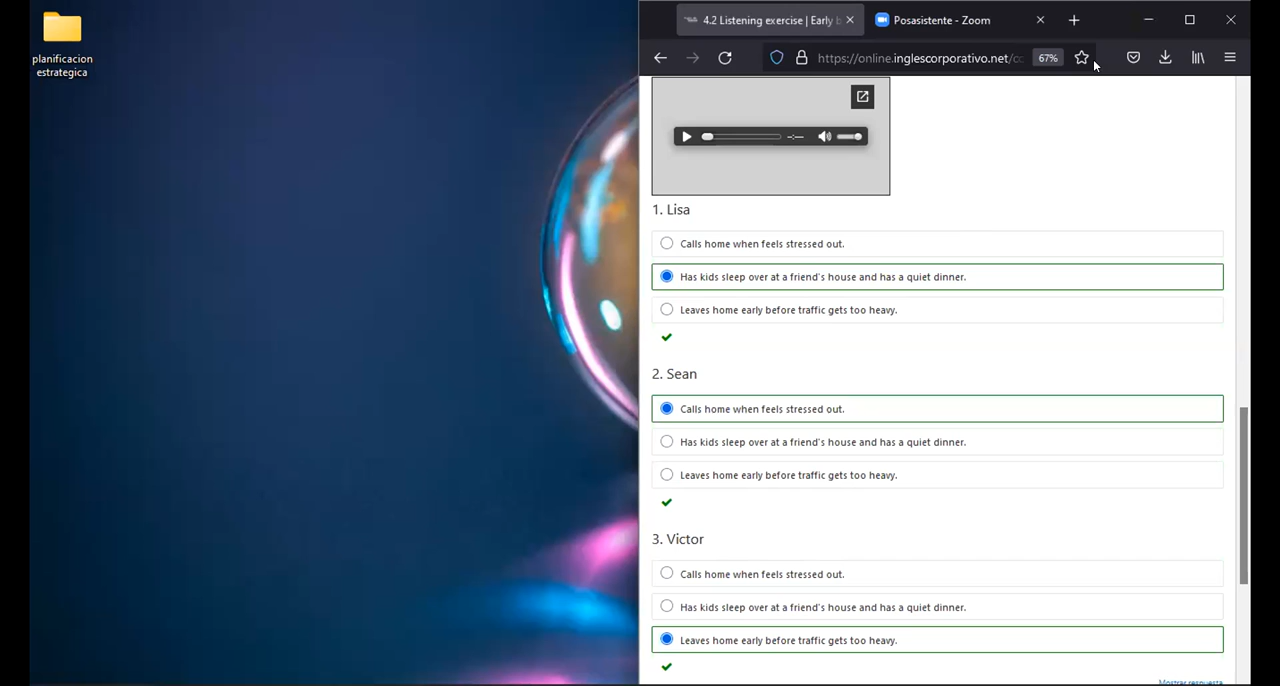 planificacion
estrategica
4.2 Listening exercise | Early b
Posasistente - Zoom
https://online.inglescorporativo.net/cc
67%
1. Lisa
Calls home when feels stressed out.
Has kids sleep over at a friend's house and has a quiet dinner.
Leaves home early before traffic gets too heavy.
2. Sean
Calls home when feels stressed out.
Has kids sleep over at a friend's house and has a quiet dinner.
Leaves home early before traffic gets too heavy.
3. Victor
Calls home when feels stressed out.
Has kids sleep over at a friend's house and has a quiet dinner.
Leaves home early before traffic gets too heavy.
Mostrar respuesta